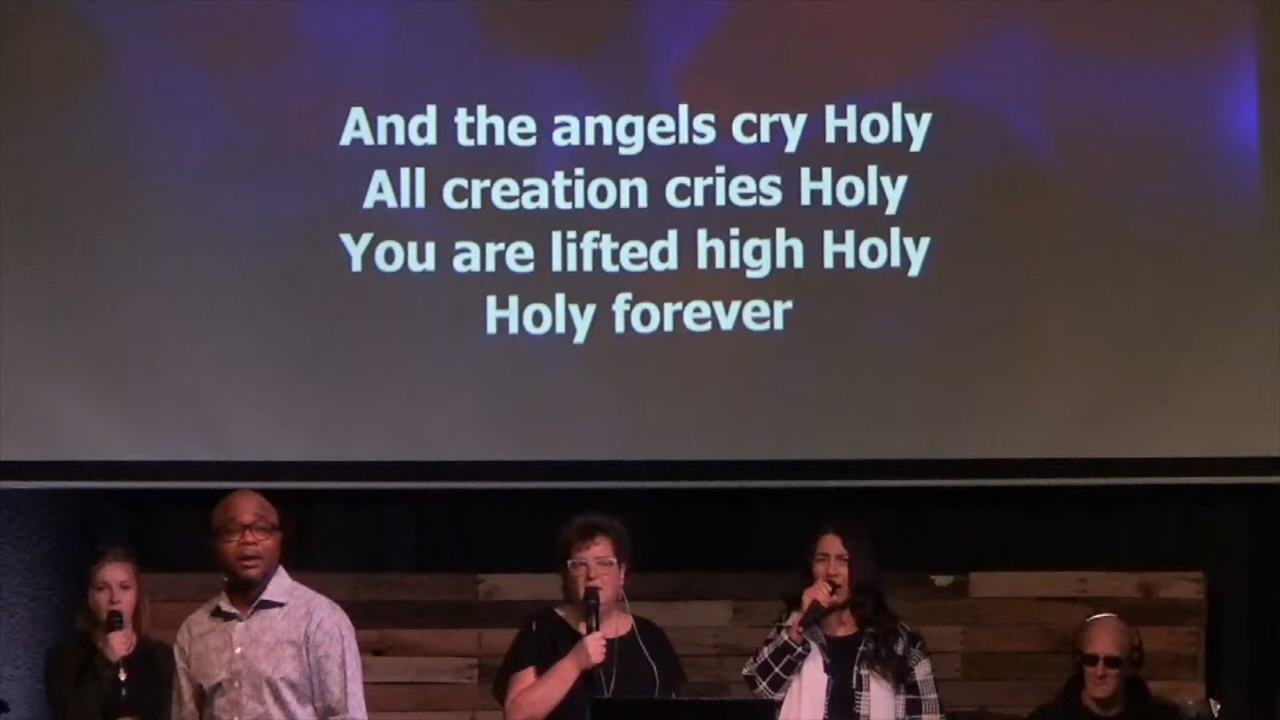 And the angels cry Holy
All creation cries Holy
You are lifted high Holy
Holy forever